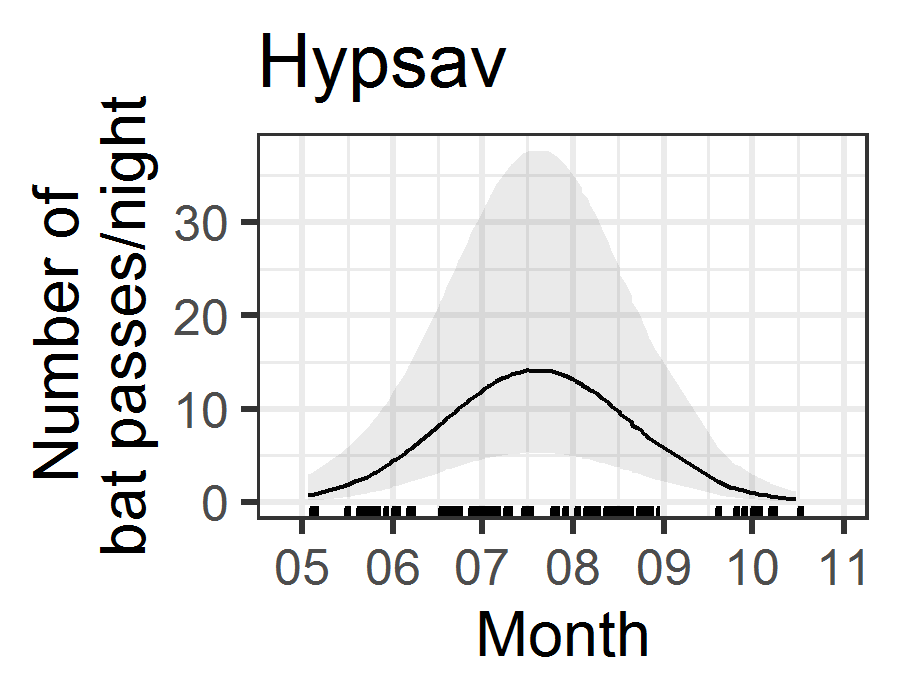 Hypsav
Number of
bat passes/night
30
20
10
0
05 06 07 08 09 10 11
Month